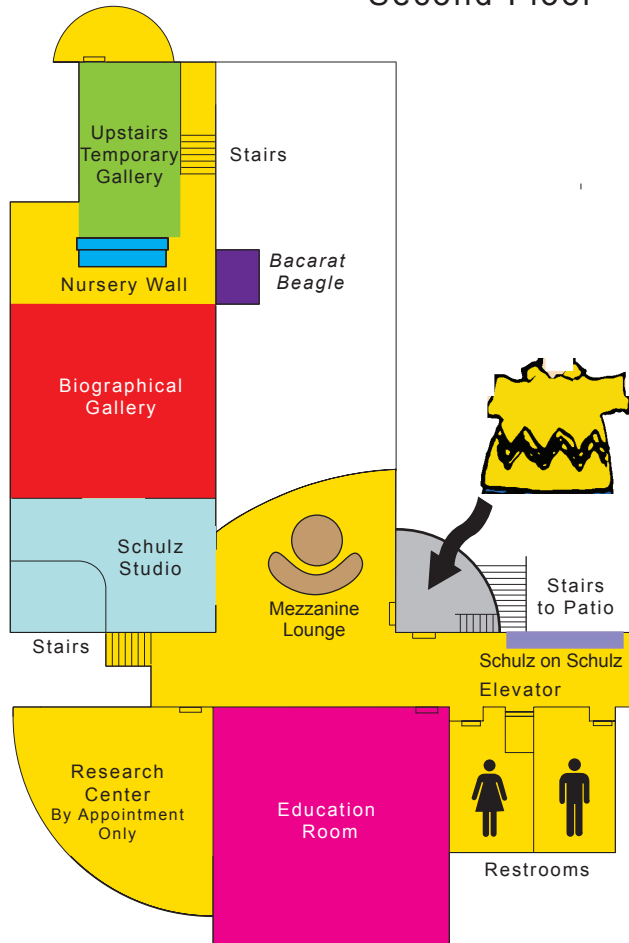 Second Floor
Upstairs
Temporary
Gallery
Stairs
Bacarat
Beagle
Nursery Wall
Biographical
Gallery
Schulz
Studio
Mezzanine
Lounge
Stairs
to Patio
Stairs
Schulz on Schulz
Elevator
Research
Center
By Appointment
Only
Education
Room
Restrooms